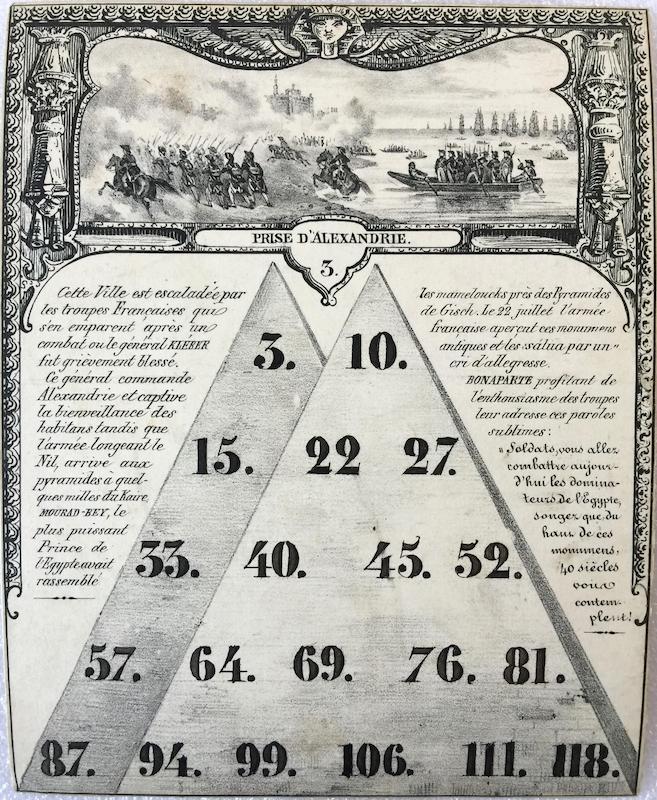 PRISE D'ALEXANDRIE.
3.
Cette Ville est escaladée par
les troupes Françaises qui
s'en emparent après un
combat ou le général KLEBER
fut grièvement blessé.
Ce général commande
Alexandrie et captive
la bienveillance des
habitans tandis que
l'armée longeant le
Nil, arrive aux
pyramides à quel-
ques milles du Kaire,
MOURAD-BEY, le
plus puissant
Prince de
l'Egypte avait
rassemblé
les mameloucks près des Pyramides
de Gisch. Le 22 juillet l'armée
française aperçut ces monumens
antiques et les salua par un
cri d'allegresse.
BONAPARTE profitant de
l'enthousiasme des troupes
leur adresse ces paroles
sublimes:
"Soldats, vous allez
combattre aujour-
d'hui les domina-
teurs de l'Egypte,
songez que du
haut de ces
monumens,
40 siècles
vous
contem-
plent!
3. 10.
15. 22 27.
33. 40. 45. 52.
57. 64. 69. 76. 81.
87. 94. 99. 106. 111. 118.